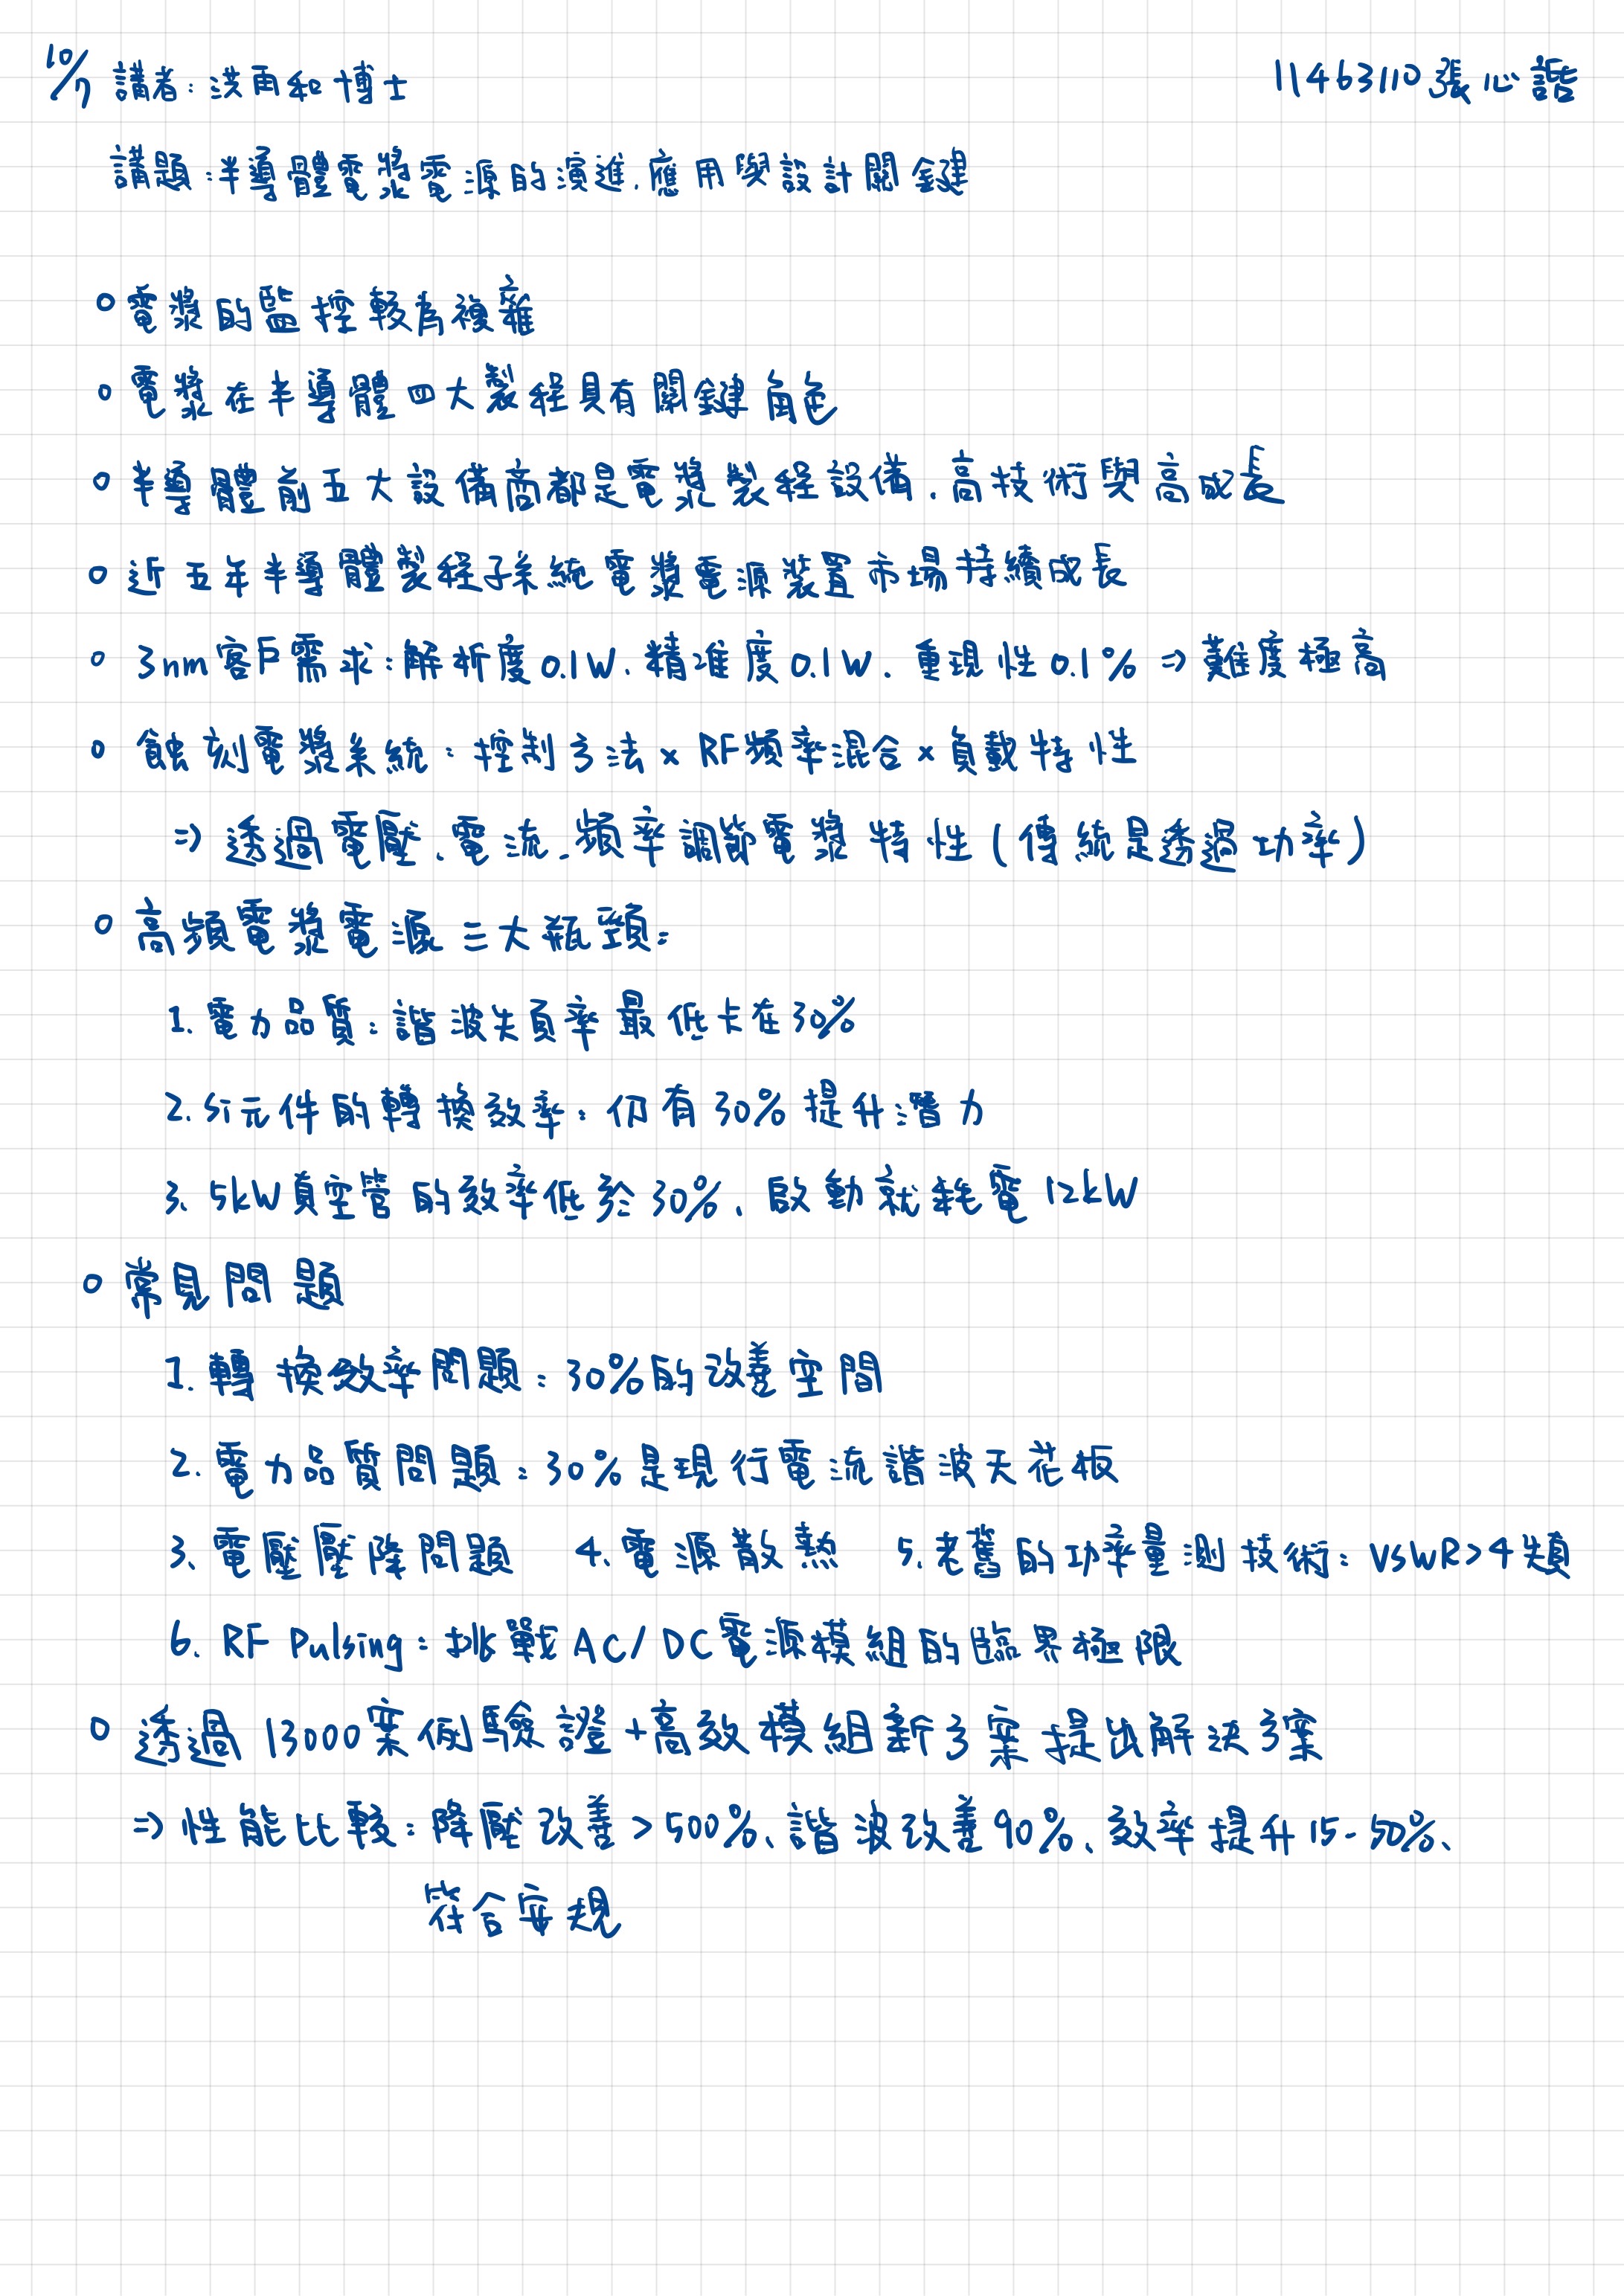 10/7 講者:洪再和博士 11463110 張心諧
講題:半導體電漿電源的演進、應用與設計關鍵
○電漿的監控較為複雜
○電漿在半導體四大製程具有關鍵角色
○半導體前五大設備商都是電漿製程設備、高技術與高成長
○近五年半導體製程子系統電漿電源裝置市場持續成長
○3nm客戶需求:解析度0.1W、精準度0.1W、重現性0.1% ⇒難度極高
○蝕刻電漿系統:控制方法×RF頻率混合×負載特性
⇒透過電壓、電流、頻率調節電漿特性(傳統是透過功率)
○高頻電漿電源三大瓶頸:
1.電力品質:諧波失真率最低卡在30%
2.Si元件的轉換效率:仍有30%提升潛力
3、5kW真空管的效率低於30%、啟動就耗電12kW
○常見問題
1.轉換效率問題:30%的改善空間
2.電力品質問題:30%是現行電流諧波天花板
3、電壓壓降問題 4、電源散熱 5、老舊的功率量測技術:VSWR>4失真
6. RF Pulsing:挑戰AC/DC電源模組的臨界極限
○透過13000案例驗證+高效模組新方案提出解決方案
⇒性能比較:降壓改善>500%、諧波改善90%、效率提升15-50%、
符合安規